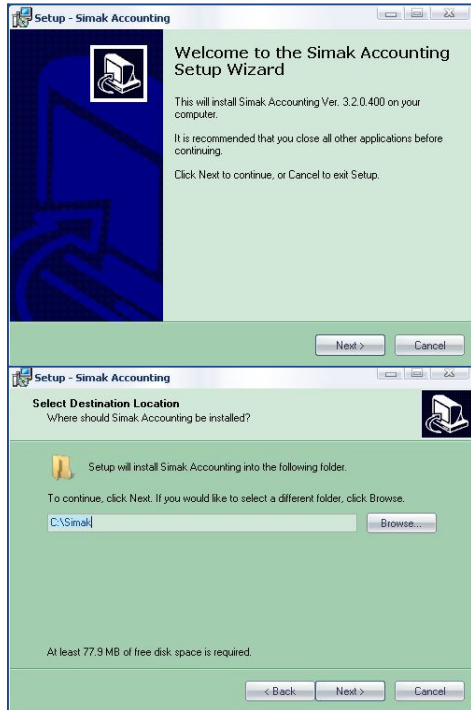 Setup - Simak Accounting
Welcome to the Simak Accounting
Setup Wizard
This will install Simak Accounting Ver. 3.2.0.400 on your
computer.
It is recommended that you close all other applications before
continuing.
Click Next to continue, or Cancel to exit Setup.
Next >
Cancel
Setup - Simak Accounting
Select Destination Location
Where should Simak Accounting be installed?
Setup will install Simak Accounting into the following folder.
To continue, click Next. If you would like to select a different folder, click Browse.
C:\Simak
Browse...
At least 77.9 MB of free disk space is required.
< Back
Next >
Cancel